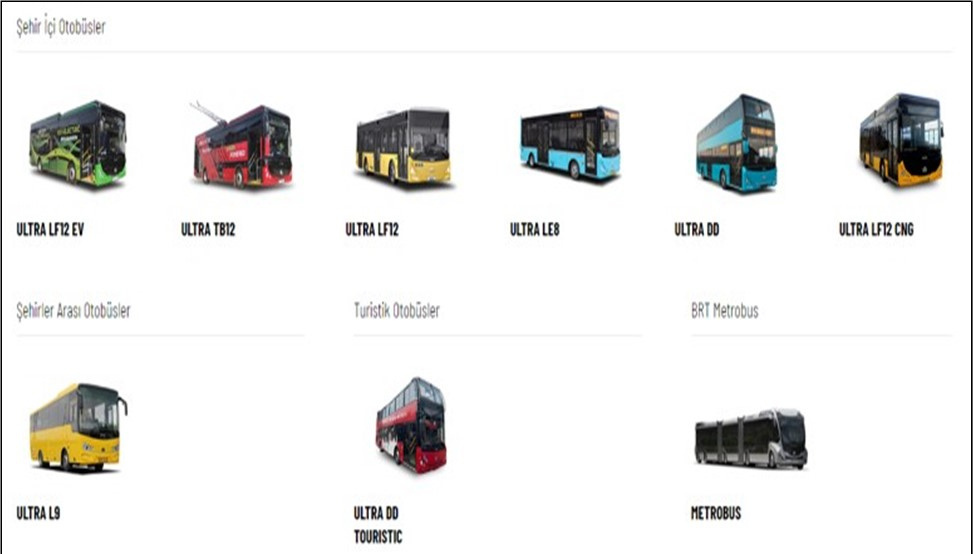 Şehir İçi Otobüsler
ULTRA LF12 EV
ULTRA TB12
ULTRA LF12
ULTRA LE8
ULTRA DD
ULTRA LF12 CNG
Şehirler Arası Otobüsler
Turistik Otobüsler
BRT Metrobus
ULTRA L9
ULTRA DD
TOURISTIC
METROBUS